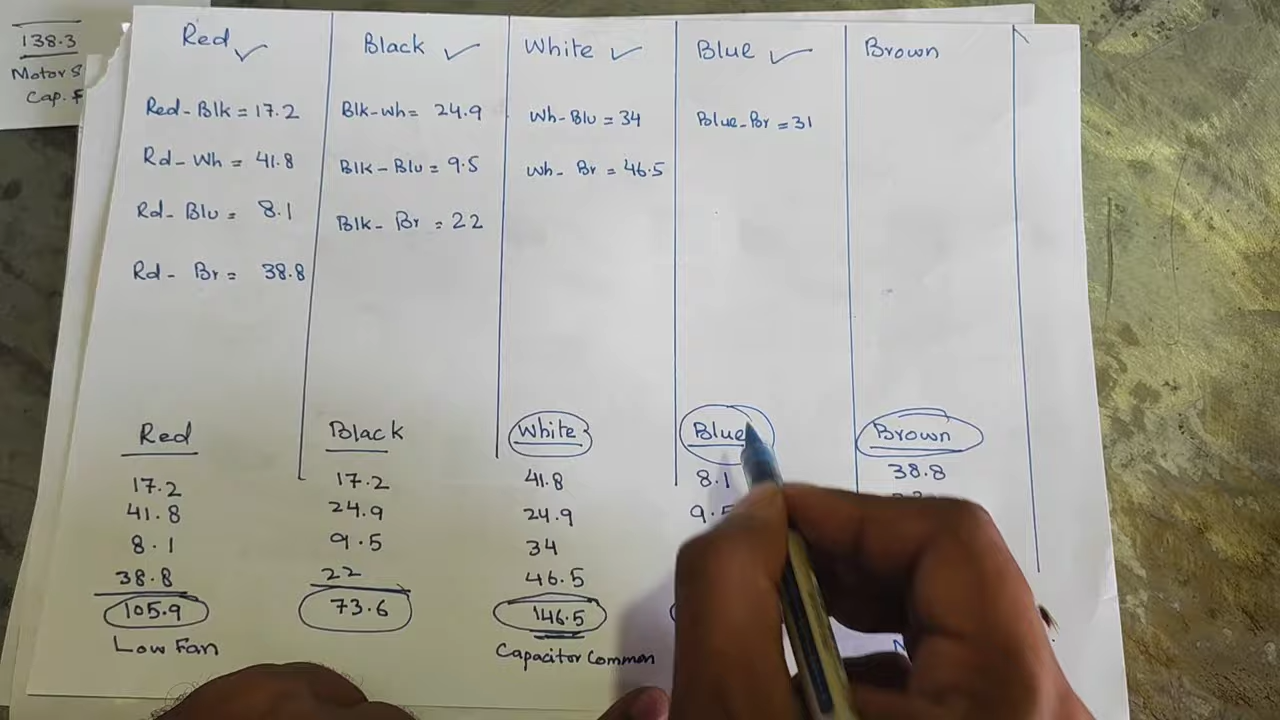 138.3
Motor S
Cap. F
Red Black White Blue Brown
Red-Blk = 17.2
Rd-Wh = 41.8
Rd-Blu = 8.1
Rd-Br = 38.8
Blk-Wh = 24.9
Blk-Blu = 9.5
Blk-Br = 22
Wh-Blu = 34
Wh-Br = 46.5
Blue-Br = 31
Red
17.2
41.8
8.1
38.8
105.9
Low Fan
Black
17.2
24.9
9.5
22
73.6
White
41.8
24.9
34
46.5
146.5
Capacitor Common
Blue
8.1
9.5
Brown
38.8